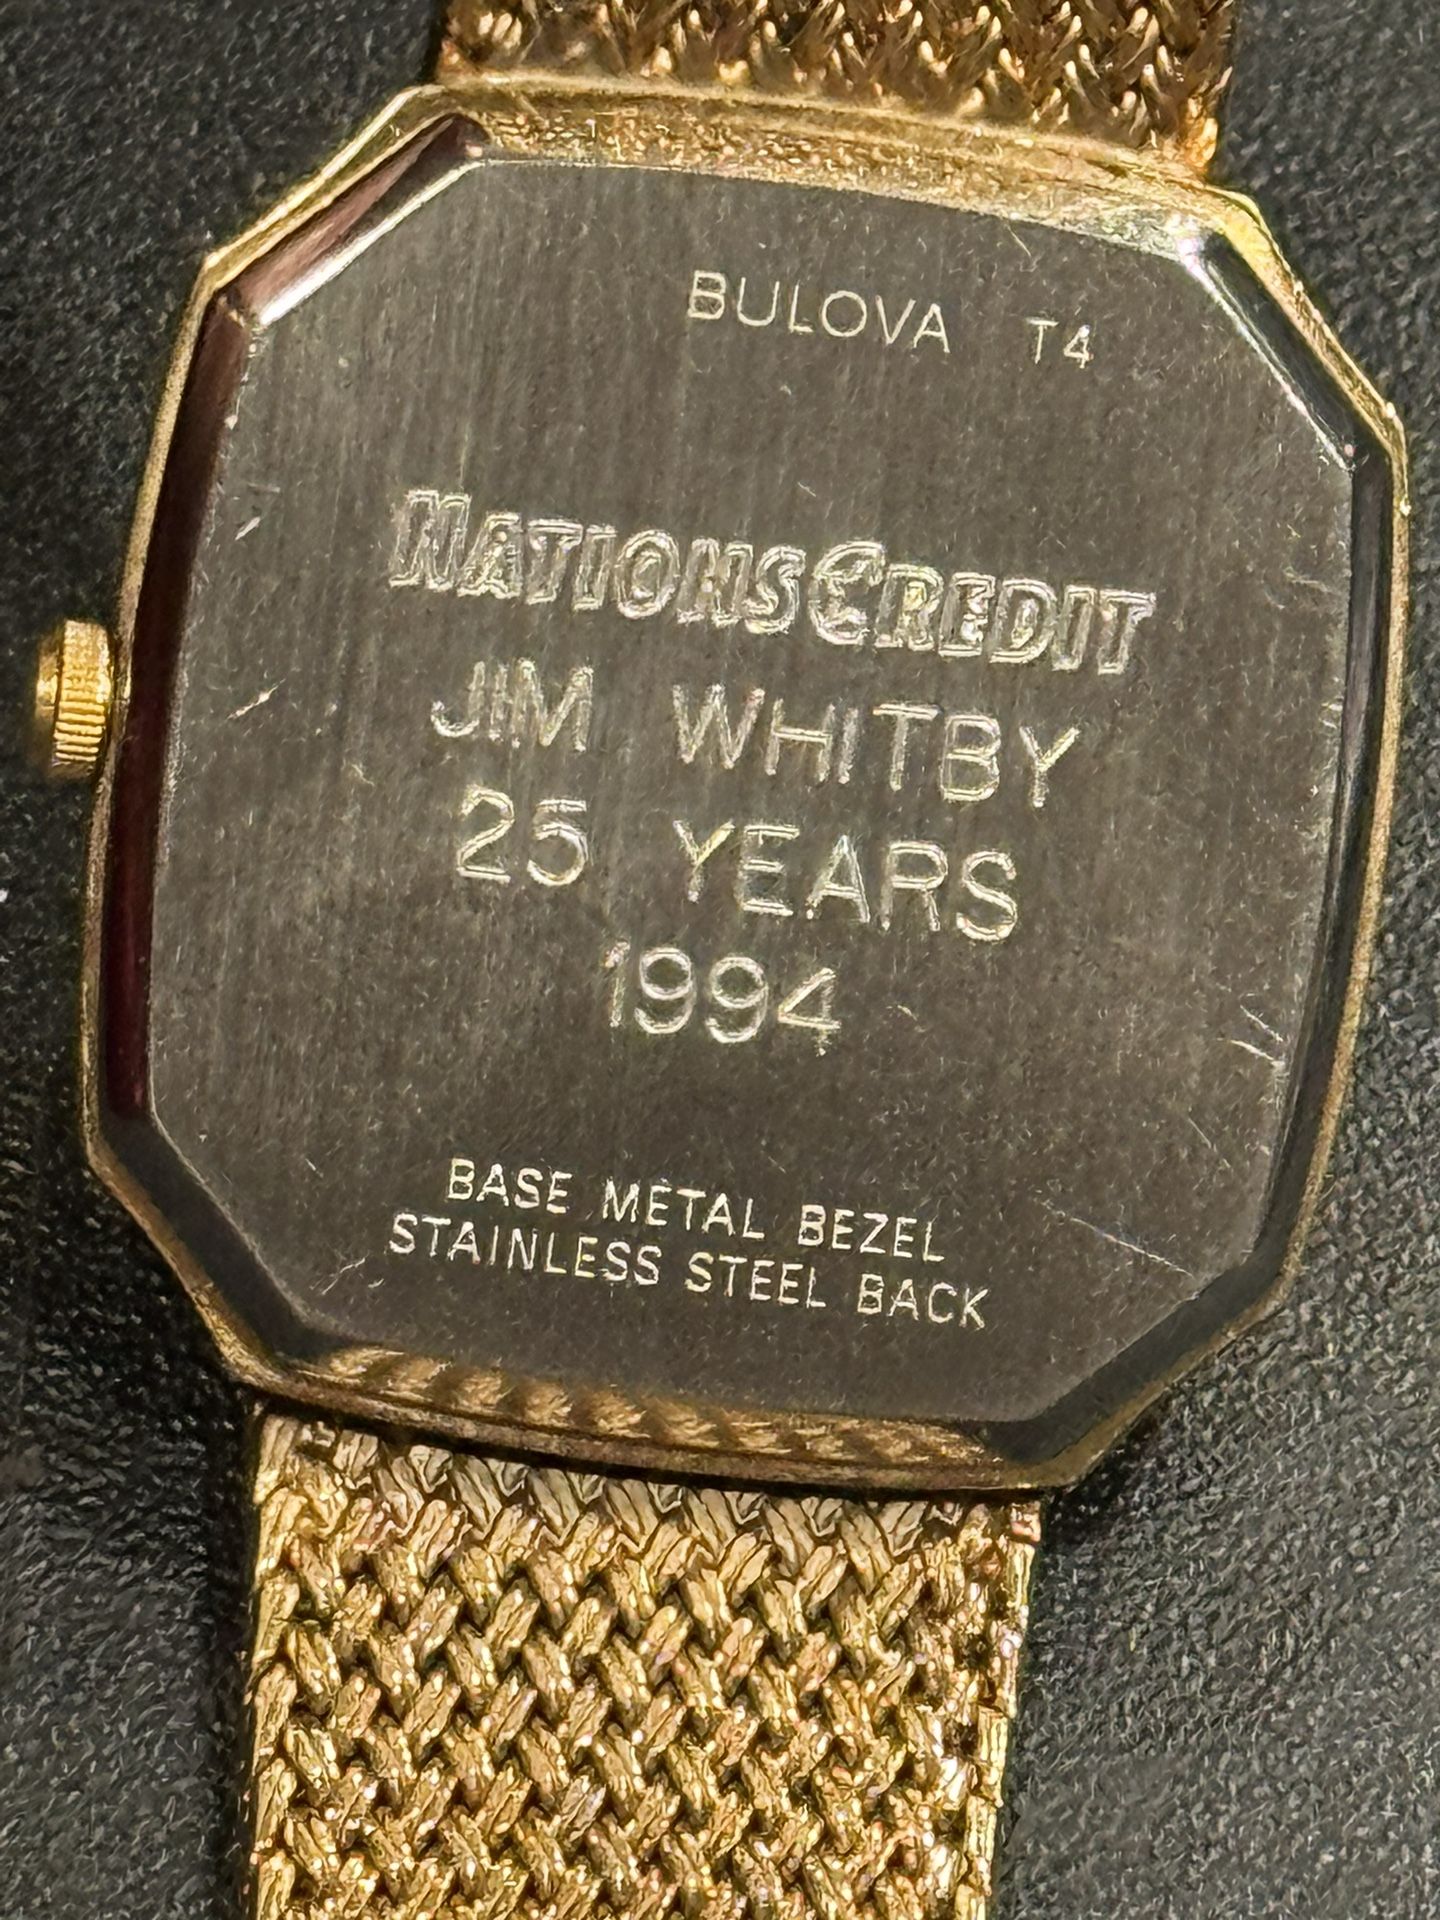 BULOVA T4
NATIONSCREDIT
JIM WHITBY
25 YEARS
1994
BASE METAL BEZEL
STAINLESS STEEL BACK